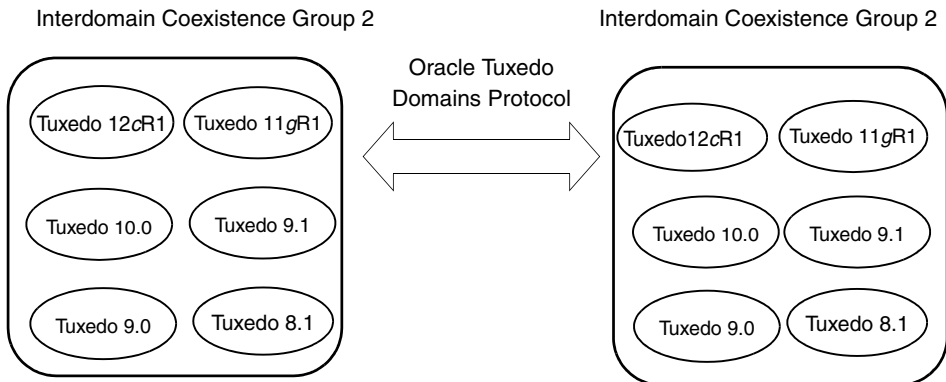 Interdomain Coexistence Group 2
Interdomain Coexistence Group 2
Oracle Tuxedo
Domains Protocol
Tuxedo 12cR1
Tuxedo 11gR1
Tuxedo 10.0
Tuxedo 9.1
Tuxedo 9.0
Tuxedo 8.1
Tuxedo12cR1
Tuxedo 11gR1
Tuxedo 10.0
Tuxedo 9.1
Tuxedo 9.0
Tuxedo 8.1